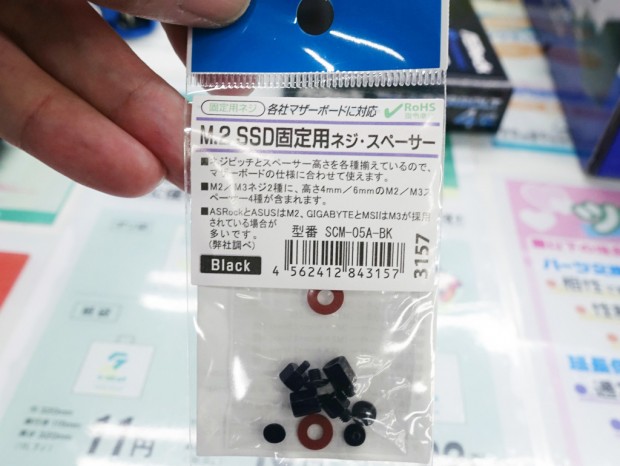 固定用ネジ 各社マザーボードに対応 RoHS
M.2 SSD固定用ネジ・スペーサー
■ネジピッチとスペーサー高さを各種揃えているので、
マザーボードの仕様に合わせて使えます。
■M2/M3ネジ2種に、高さ4mm/6mmのM2/M3ス
ペーサー4種が含まれます。
■ASRockとASUSはM2、GIGABYTEとMSIはM3が採用
されている場合が
多いです。
(弊社調べ)
型番 SCM-05A-BK
Black
4 562412 843157
3157
11円